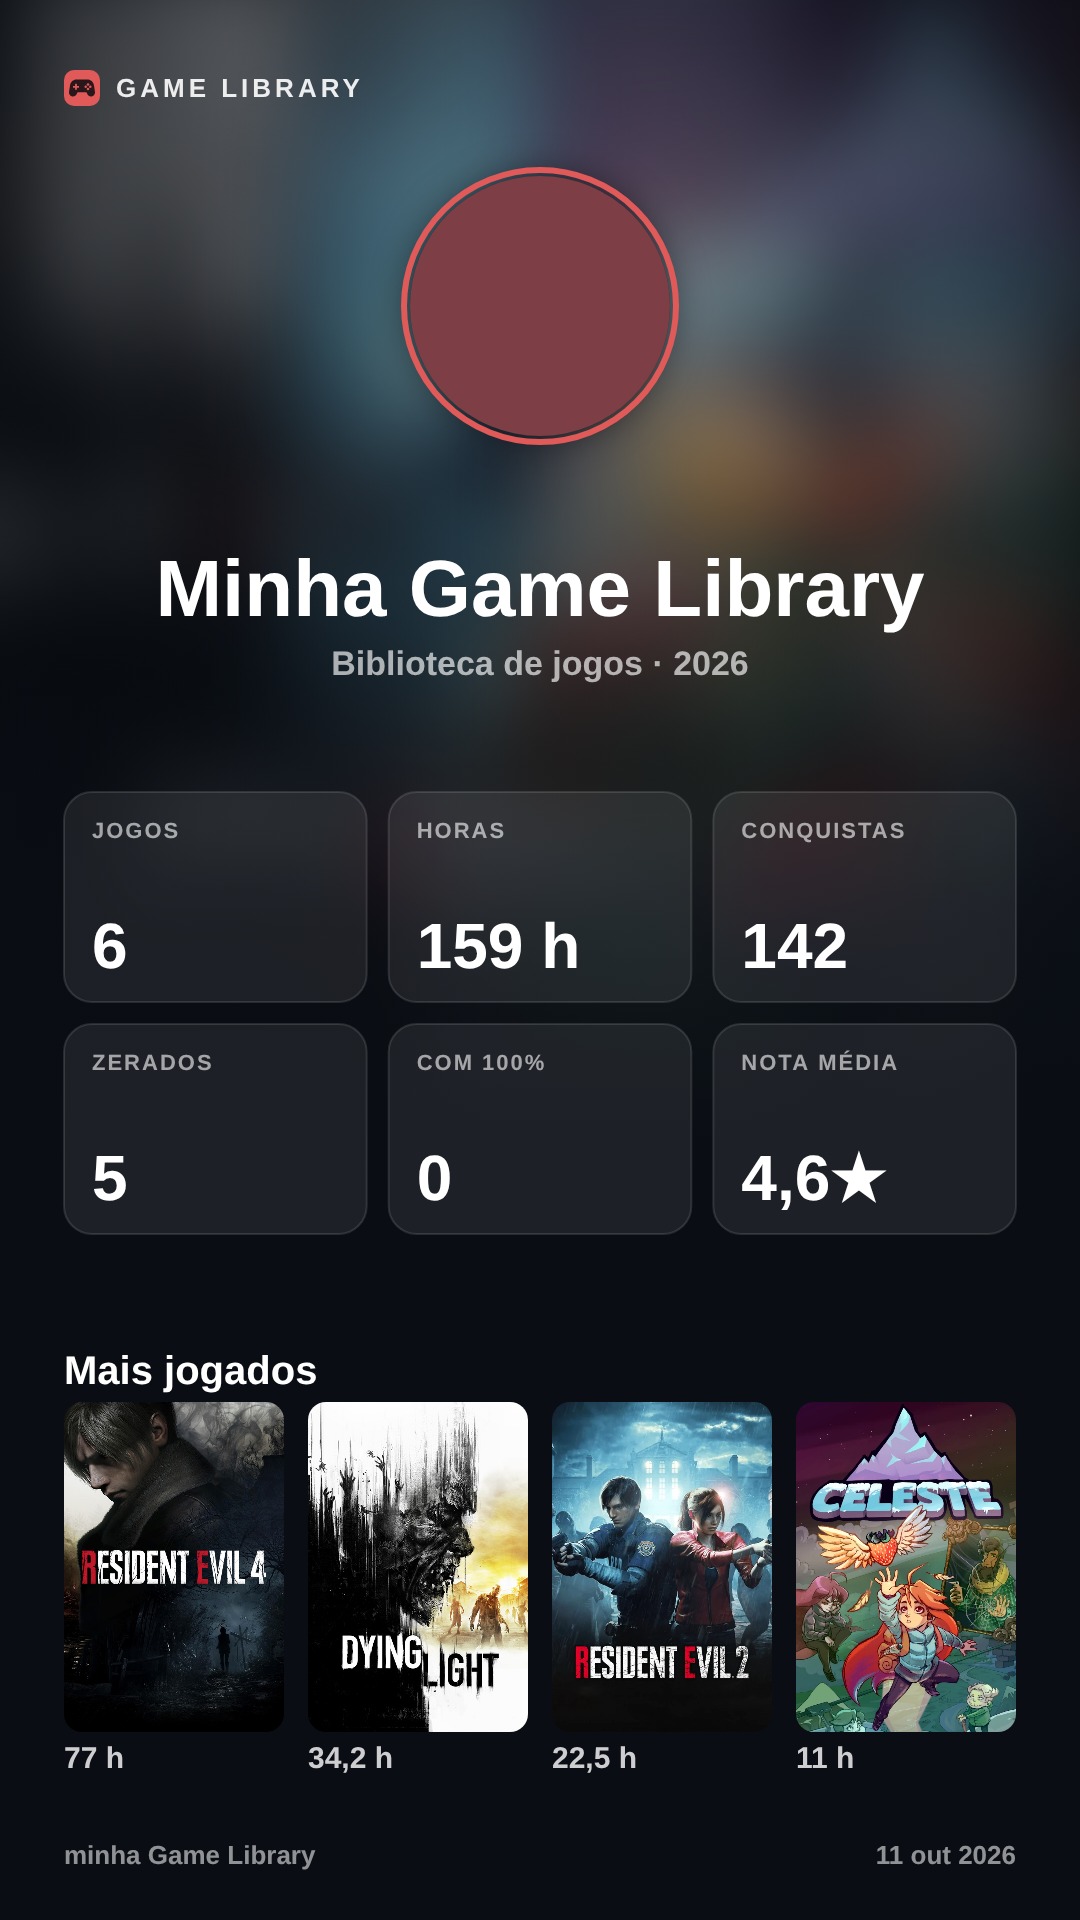 GAME LIBRARY
Minha Game Library
Biblioteca de jogos · 2026
JOGOS
HORAS
CONQUISTAS
6
159 h
142
ZERADOS
COM 100%
NOTA MÉDIA
5
0
4,6★
Mais jogados
RESIDENT EVIL 4
DYING LIGHT
RESIDENT EVIL 2
CELESTE
77 h
34,2 h
22,5 h
11 h
minha Game Library
11 out 2026